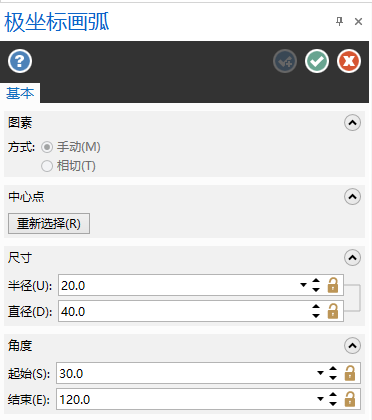 极坐标画弧
基本
图素
方式: 手动(M)
相切(T)
中心点
重新选择(R)
尺寸
半径(U): 20.0
直径(D): 40.0
角度
起始(S): 30.0
结束(E): 120.0